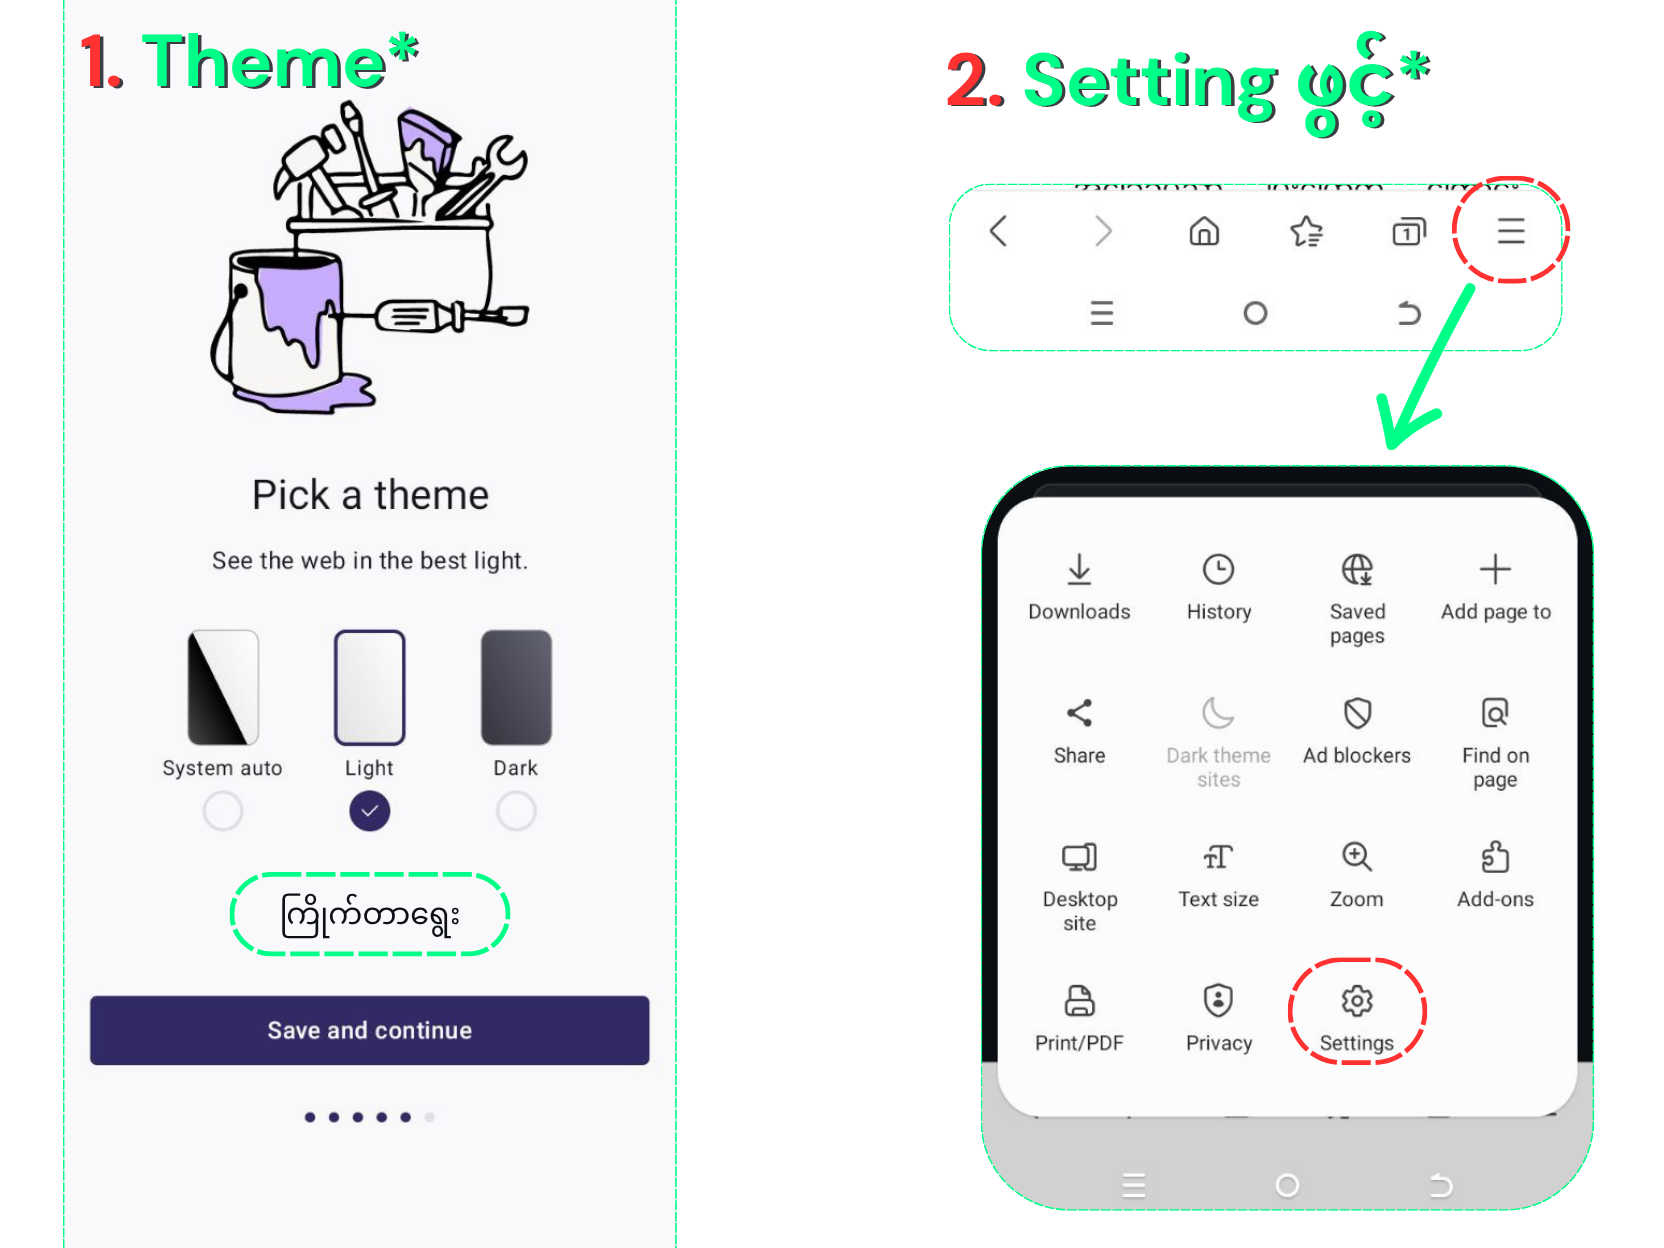 1. Theme*
Pick a theme
See the web in the best light.
System auto
Light
Dark
ကြိုက်တာရွေး
Save and continue
2. Setting ဖွင့်*
1
Downloads
History
Saved
pages
Add page to
Share
Dark theme
sites
Ad blockers
Find on
page
Desktop
site
Text size
Zoom
Add-ons
Print/PDF
Privacy
Settings